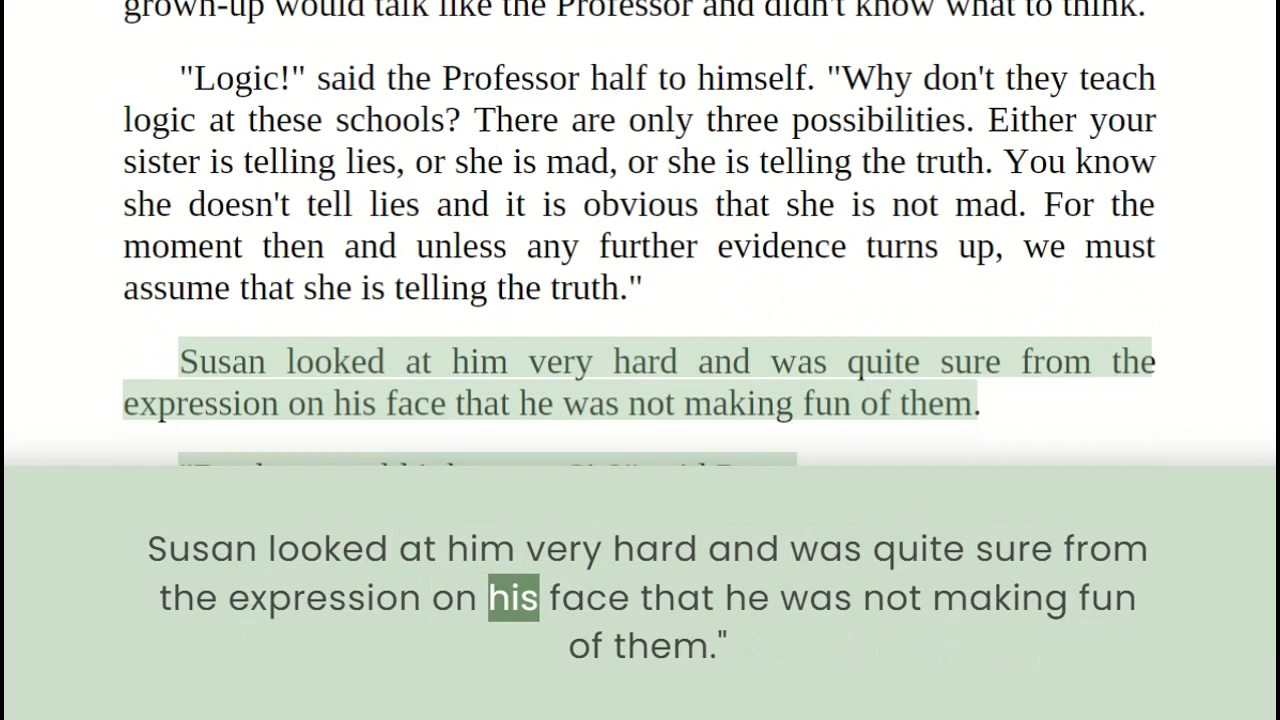 grown-up would talk like the Professor and didn't know what to think.
"Logic!" said the Professor half to himself. "Why don't they teach
logic at these schools? There are only three possibilities. Either your
sister is telling lies, or she is mad, or she is telling the truth. You know
she doesn't tell lies and it is obvious that she is not mad. For the
moment then and unless any further evidence turns up, we must
assume that she is telling the truth."
Susan looked at him very hard and was quite sure from the
expression on his face that he was not making fun of them.
Susan looked at him very hard and was quite sure from
the expression on his face that he was not making fun
of them."